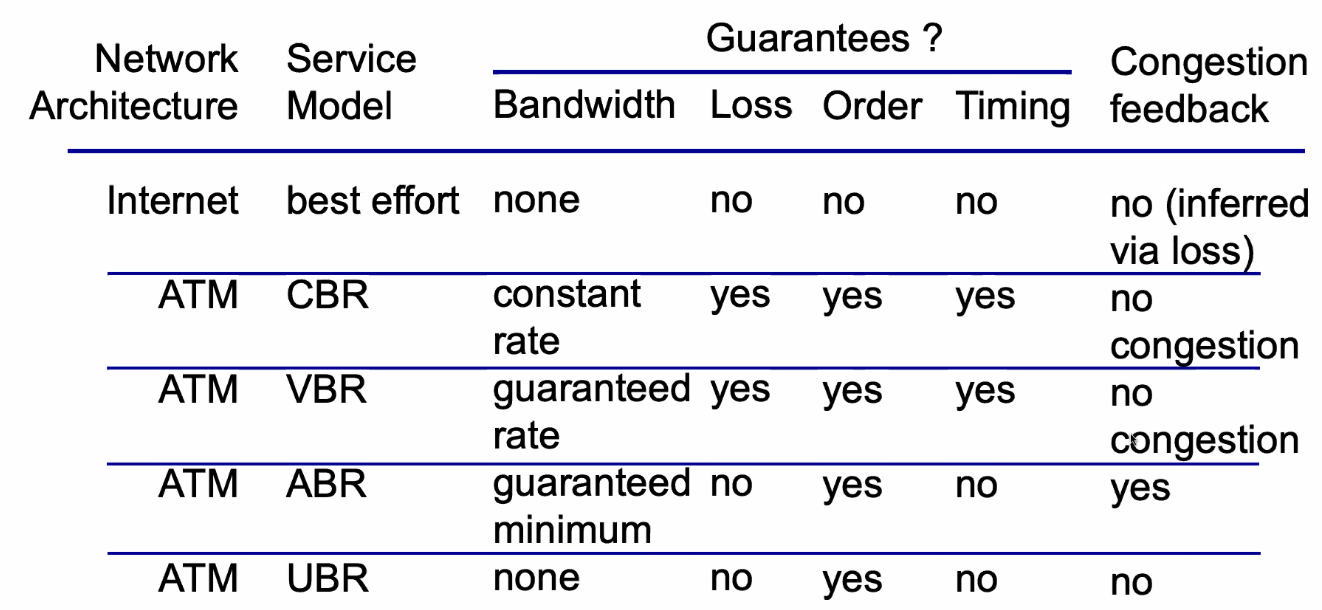 Guarantees ?
Network Service Congestion
Architecture Model Bandwidth Loss Order Timing feedback
Internet best effort none no no no no (inferred
via loss)
ATM CBR constant yes yes yes no
rate congestion
ATM VBR guaranteed yes yes yes no
rate congestion
ATM ABR guaranteed no yes no yes
minimum
ATM UBR none no yes no no